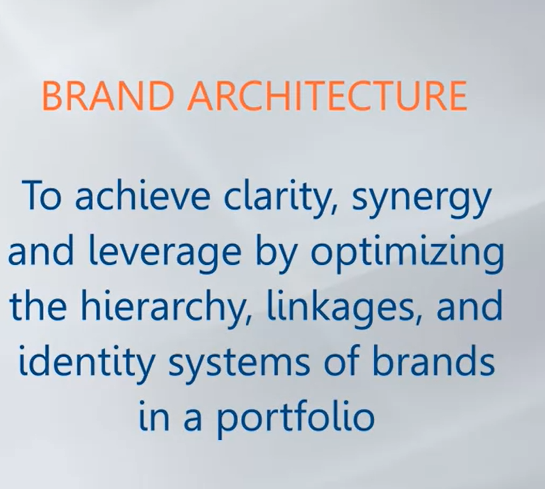 BRAND ARCHITECTURE
To achieve clarity, synergy
and leverage by optimizing
the hierarchy, linkages, and
identity systems of brands
in a portfolio